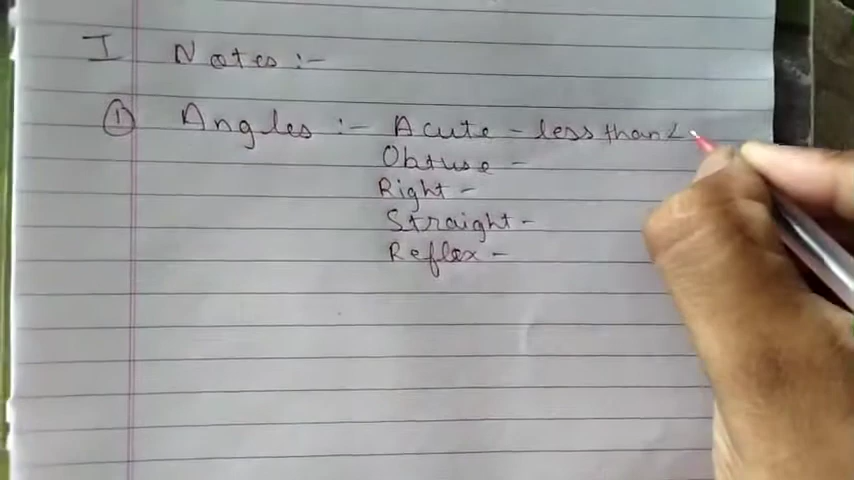 I Notes :-
① Angles :- Acute - less than <
Obtuse -
Right -
Straight -
Reflex -